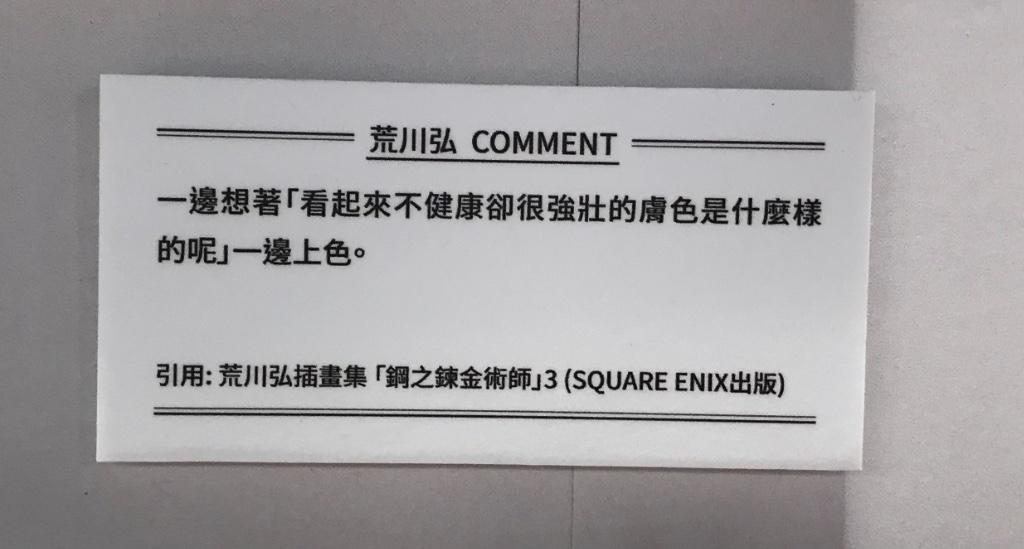 荒川弘 COMMENT
一邊想著「看起來不健康卻很強壯的膚色是什麼樣
的呢」一邊上色。
引用: 荒川弘插畫集「鋼之鍊金術師」3 (SQUARE ENIX出版)